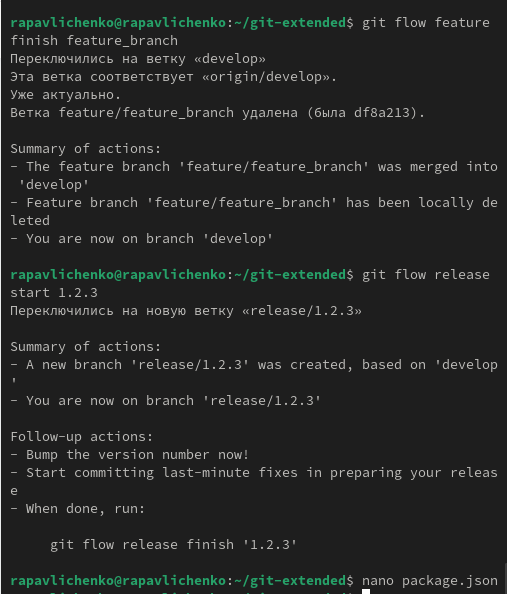 rapavlichenko@rapavlichenko:~/git-extended$ git flow feature
finish feature_branch
Переключились на ветку «develop»
Эта ветка соответствует «origin/develop».
Уже актуально.
Ветка feature/feature_branch удалена (была df8a213).
Summary of actions:
- The feature branch 'feature/feature_branch' was merged into
 'develop'
- Feature branch 'feature/feature_branch' has been locally de
leted
- You are now on branch 'develop'
rapavlichenko@rapavlichenko:~/git-extended$ git flow release
start 1.2.3
Переключились на новую ветку «release/1.2.3»
Summary of actions:
- A new branch 'release/1.2.3' was created, based on 'develop
'
- You are now on branch 'release/1.2.3'
Follow-up actions:
- Bump the version number now!
- Start committing last-minute fixes in preparing your releas
e
- When done, run:
     git flow release finish '1.2.3'
rapavlichenko@rapavlichenko:~/git-extended$ nano package.json